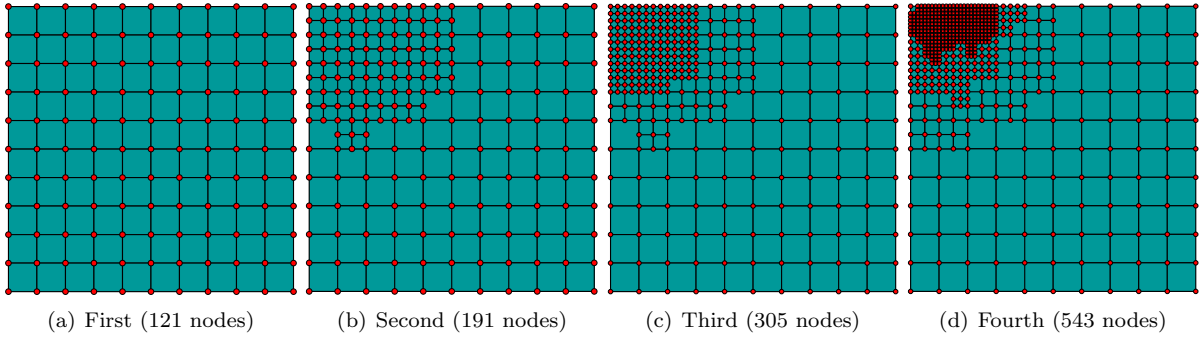 (a) First (121 nodes)
(b) Second (191 nodes)
(c) Third (305 nodes)
(d) Fourth (543 nodes)